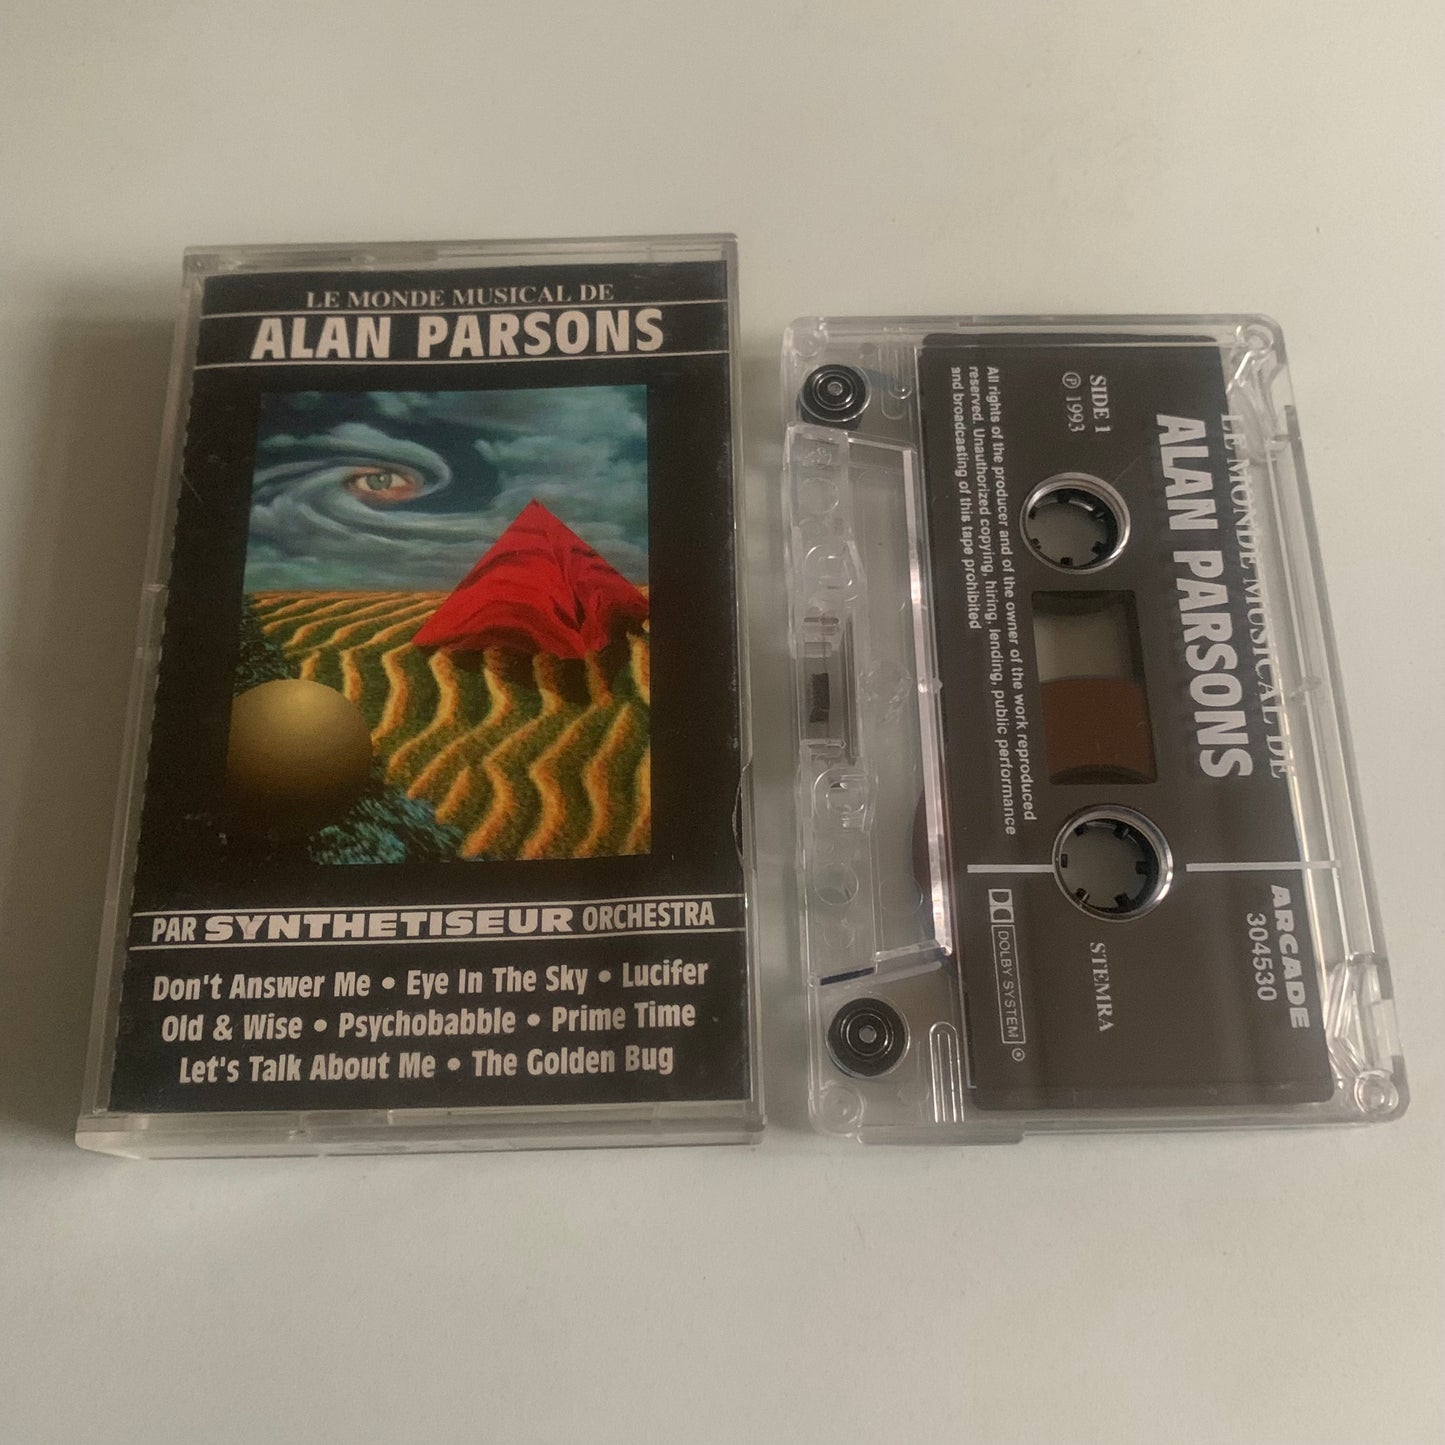 LE MONDE MUSICAL DE
ALAN PARSONS
PAR SYNTHETISEUR ORCHESTRA
Don't Answer Me • Eye In The Sky • Lucifer
Old & Wise • Psychobabble • Prime Time
Let's Talk About Me • The Golden Bug
LE MONDE MUSICAL DE
ALAN PARSONS
SIDE 1
℗ 1993
All rights of the producer and of the owner of the work reproduced
reserved. Unauthorized copying, hiring, lending, public performance
and broadcasting of this tape prohibited
ARCADE
304530
STEMRA
DOLBY SYSTEM®